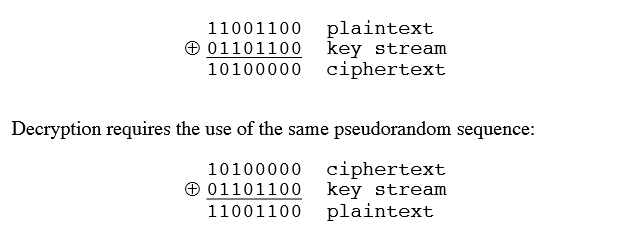 11001100 plaintext
⊕ 01101100 key stream
10100000 ciphertext
Decryption requires the use of the same pseudorandom sequence:
10100000 ciphertext
⊕ 01101100 key stream
11001100 plaintext